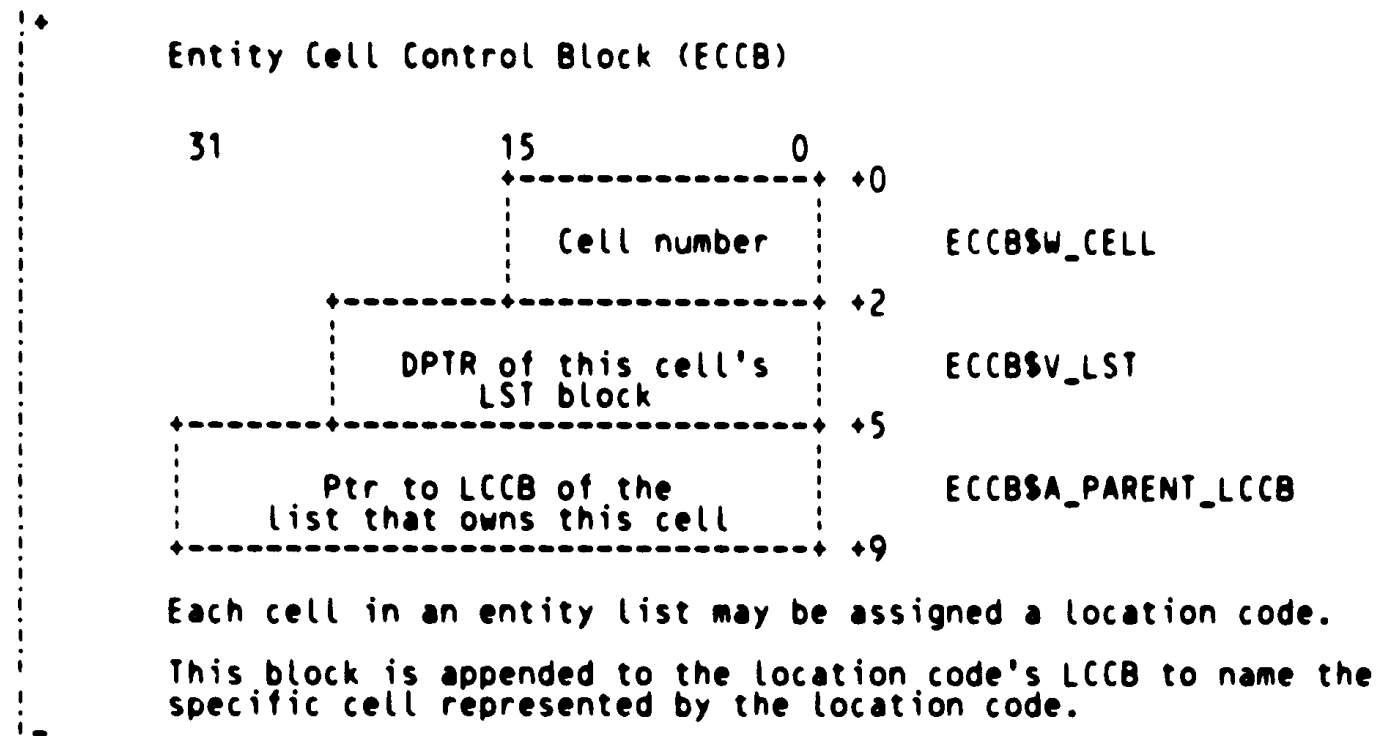 !+
Entity Cell Control Block (ECCB)
31 15 0
+---------------+ +0
Cell number ECCB$W_CELL
+---------+---------------+ +2
DPTR of this cell's ECCB$V_LST
LST block
+-------+-------------------------+ +5
Ptr to LCCB of the ECCB$A_PARENT_LCCB
list that owns this cell
+---------------------------------+ +9
Each cell in an entity list may be assigned a location code.
This block is appended to the location code's LCCB to name the
specific cell represented by the location code.
!-